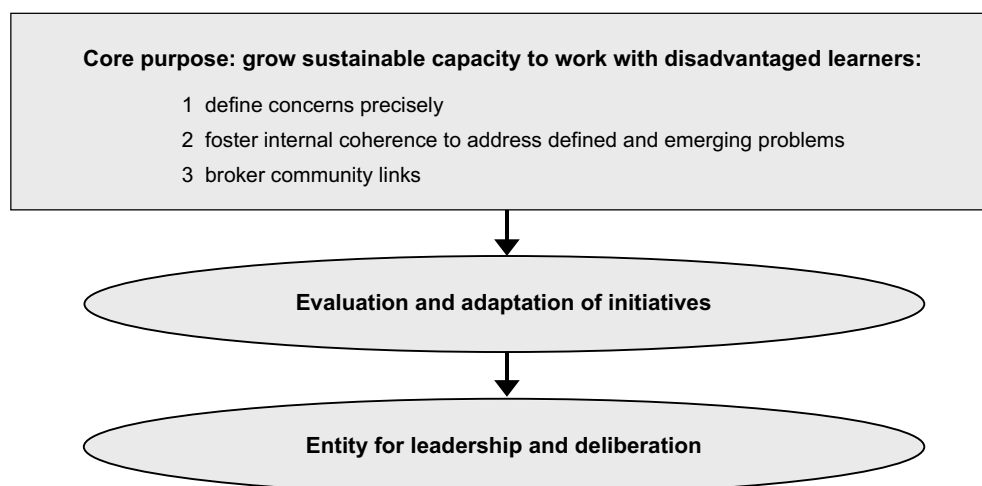 Core purpose: grow sustainable capacity to work with disadvantaged learners:
1 define concerns precisely
2 foster internal coherence to address defined and emerging problems
3 broker community links
Evaluation and adaptation of initiatives
Entity for leadership and deliberation